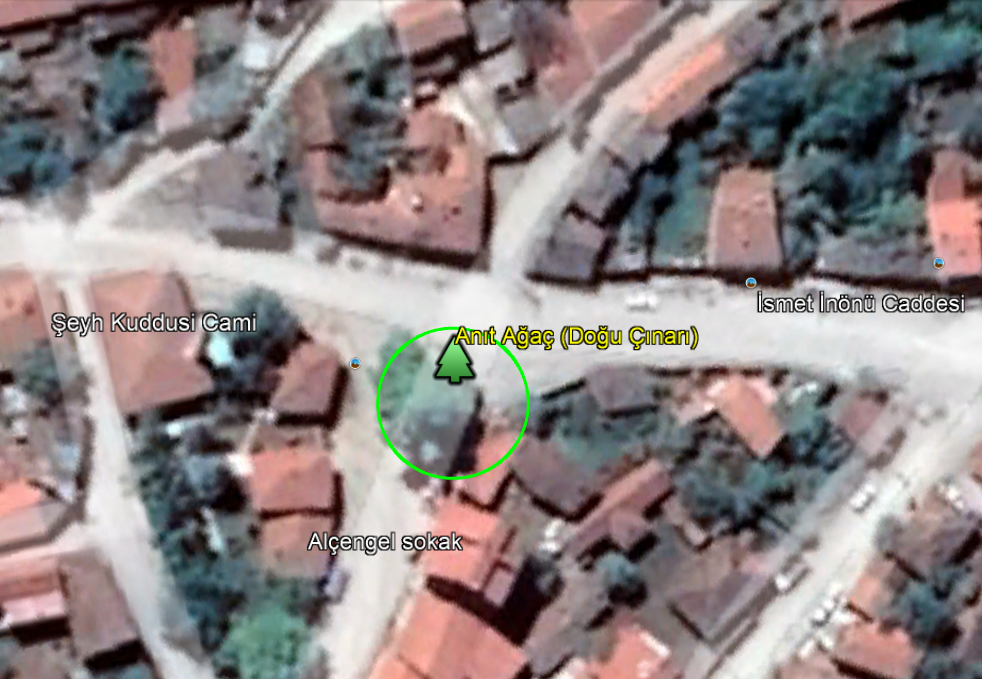 İsmet İnönü Caddesi
Şeyh Kuddusi Cami
Anıt Ağaç (Doğu Çınarı)
Alçengel sokak